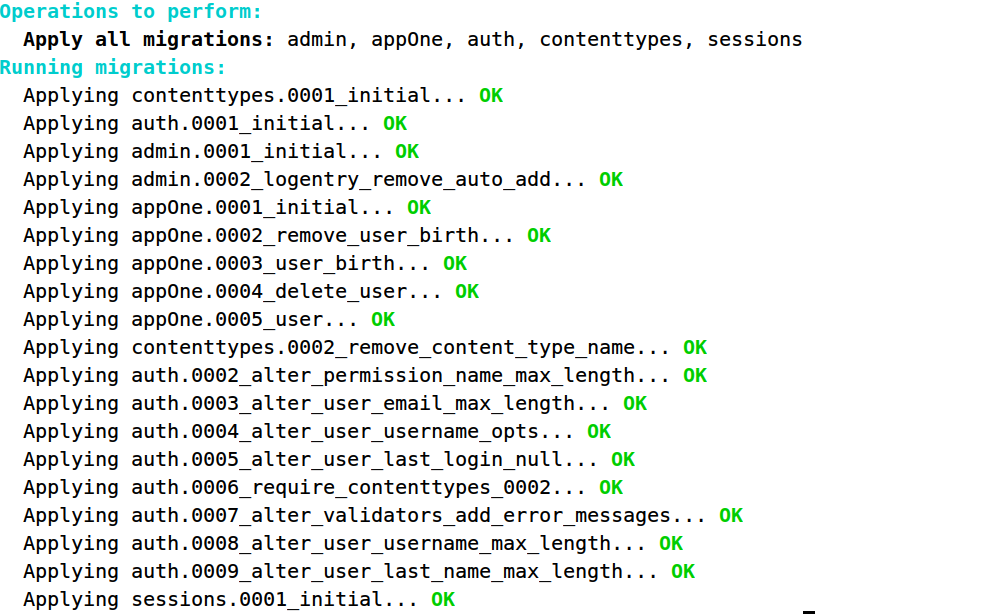 Operations to perform:
Apply all migrations: admin, appOne, auth, contenttypes, sessions
Running migrations:
Applying contenttypes.0001_initial... OK
Applying auth.0001_initial... OK
Applying admin.0001_initial... OK
Applying admin.0002_logentry_remove_auto_add... OK
Applying appOne.0001_initial... OK
Applying appOne.0002_remove_user_birth... OK
Applying appOne.0003_user_birth... OK
Applying appOne.0004_delete_user... OK
Applying appOne.0005_user... OK
Applying contenttypes.0002_remove_content_type_name... OK
Applying auth.0002_alter_permission_name_max_length... OK
Applying auth.0003_alter_user_email_max_length... OK
Applying auth.0004_alter_user_username_opts... OK
Applying auth.0005_alter_user_last_login_null... OK
Applying auth.0006_require_contenttypes_0002... OK
Applying auth.0007_alter_validators_add_error_messages... OK
Applying auth.0008_alter_user_username_max_length... OK
Applying auth.0009_alter_user_last_name_max_length... OK
Applying sessions.0001_initial... OK